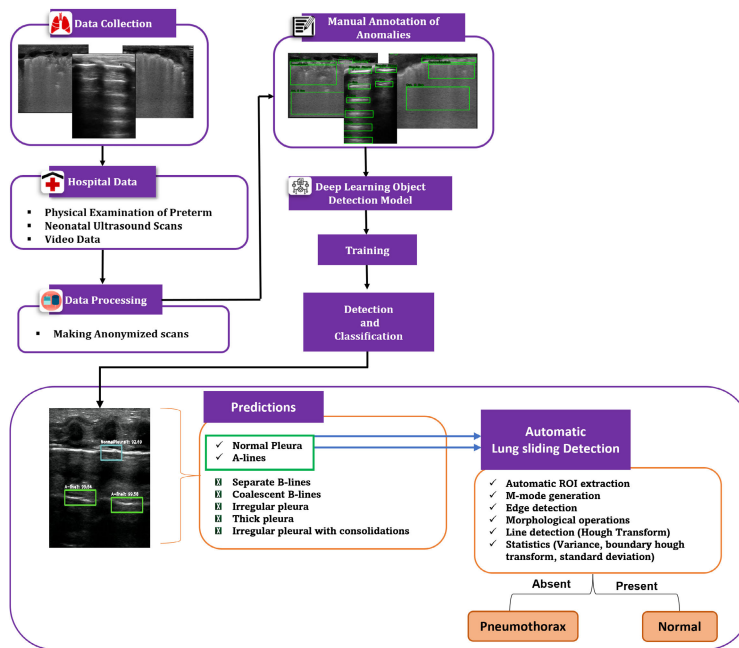 Data Collection
Hospital Data
▪ Physical Examination of Preterm
▪ Neonatal Ultrasound Scans
▪ Video Data
Data Processing
▪ Making Anonymized scans
Manual Annotation of
Anomalies
Deep Learning Object
Detection Model
Training
Detection
and
Classification
Predictions
✓ Normal Pleura
✓ A-lines
☒ Separate B-lines
☒ Coalescent B-lines
☒ Irregular pleura
☒ Thick pleura
☒ Irregular pleural with consolidations
Automatic
Lung sliding Detection
✓ Automatic ROI extraction
✓ M-mode generation
✓ Edge detection
✓ Morphological operations
✓ Line detection (Hough Transform)
✓ Statistics (Variance, boundary hough
transform, standard deviation)
Absent
Present
Pneumothorax
Normal